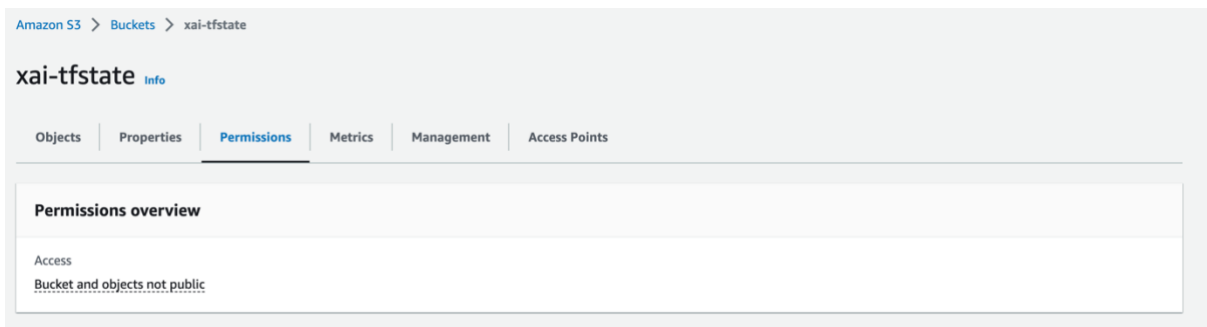 Amazon S3 > Buckets > xai-tfstate
xai-tfstate Info
Objects Properties Permissions Metrics Management Access Points
Permissions overview
Access
Bucket and objects not public